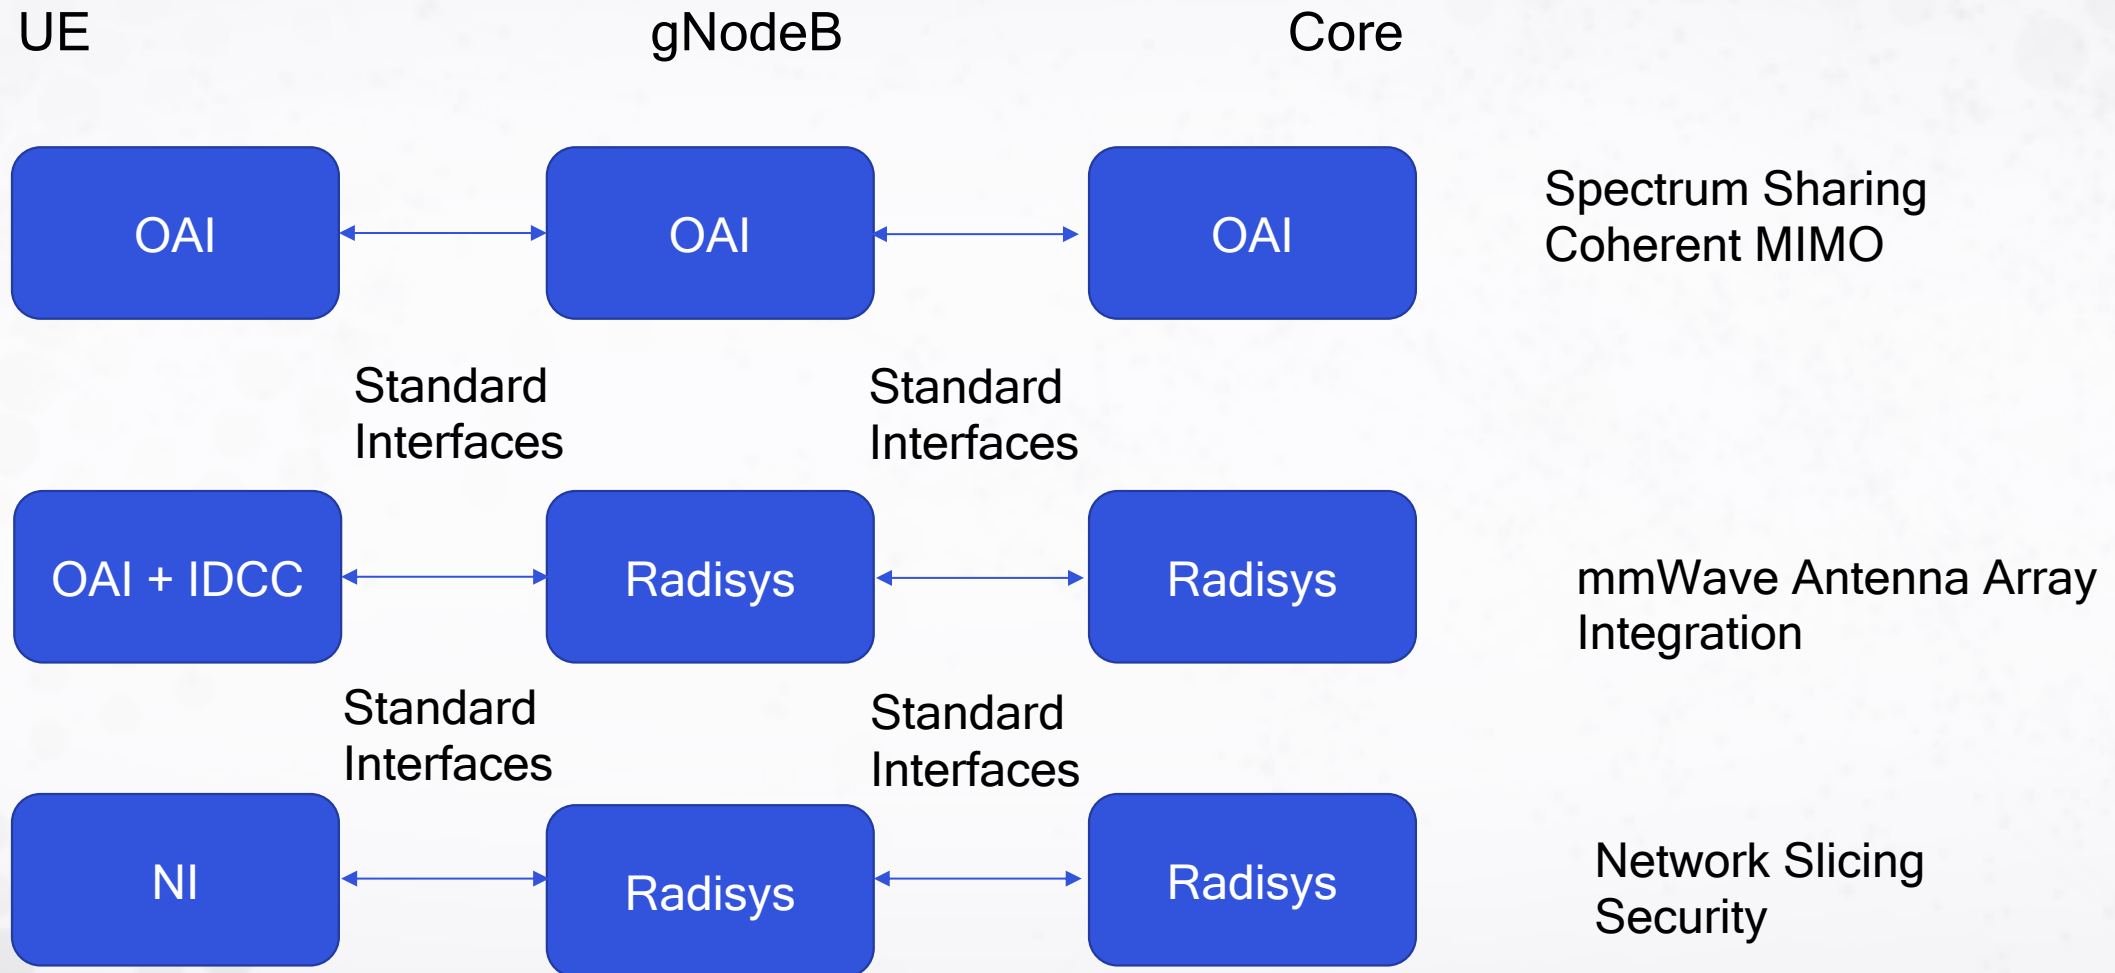 UE
gNodeB
Core
OAI
OAI
OAI
Spectrum Sharing
Coherent MIMO
Standard
Interfaces
Standard
Interfaces
OAI + IDCC
Radisys
Radisys
mmWave Antenna Array
Integration
Standard
Interfaces
Standard
Interfaces
NI
Radisys
Radisys
Network Slicing
Security